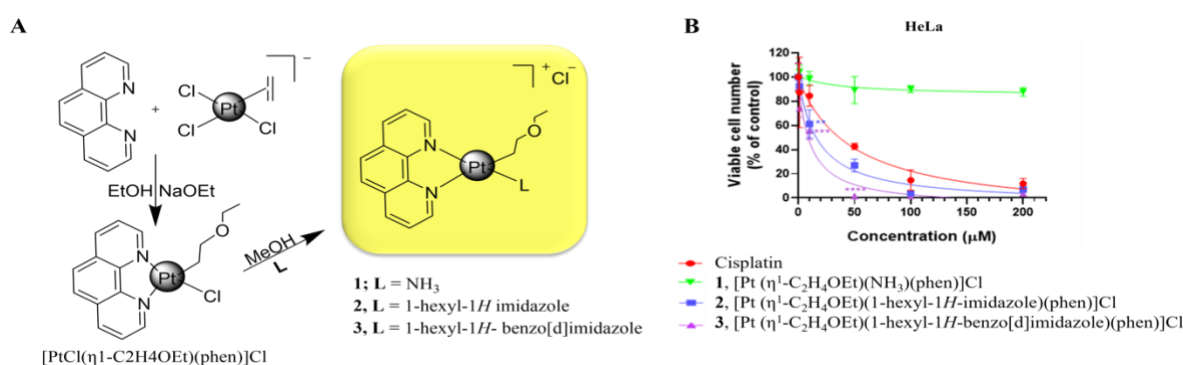 A
N
N
+
Cl
Cl
Pt
Cl
−
EtOH NaOEt
N
N
Pt
O
Cl
[PtCl(η1-C2H4OEt)(phen)]Cl
MeOH
L
+ Cl−
N
N
Pt
O
L
1; L = NH3
2, L = 1-hexyl-1H imidazole
3, L = 1-hexyl-1H- benzo[d]imidazole
B
HeLa
Viable cell number
(% of control)
120
100
80
60
40
20
0
0
50
100
150
200
Concentration (μM)
**
****
****
Cisplatin
1, [Pt (η¹-C₂H₄OEt)(NH₃)(phen)]Cl
2, [Pt (η¹-C₂H₄OEt)(1-hexyl-1H-imidazole)(phen)]Cl
3, [Pt (η¹-C₂H₄OEt)(1-hexyl-1H-benzo[d]imidazole)(phen)]Cl